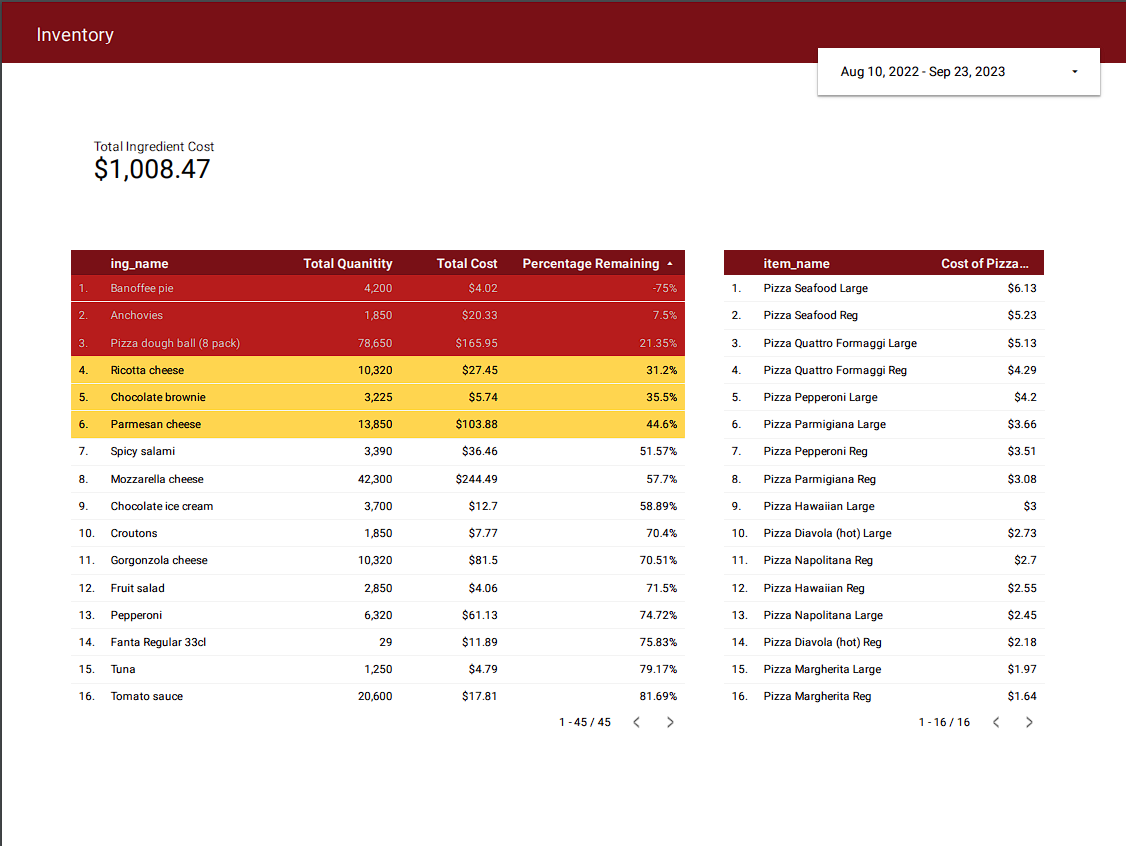 Inventory
Aug 10, 2022 - Sep 23, 2023
Total Ingredient Cost
$1,008.47
ing_name Total Quanitity Total Cost Percentage Remaining
1. Banoffee pie 4,200 $4.02 -75%
2. Anchovies 1,850 $20.33 7.5%
3. Pizza dough ball (8 pack) 78,650 $165.95 21.35%
4. Ricotta cheese 10,320 $27.45 31.2%
5. Chocolate brownie 3,225 $5.74 35.5%
6. Parmesan cheese 13,850 $103.88 44.6%
7. Spicy salami 3,390 $36.46 51.57%
8. Mozzarella cheese 42,300 $244.49 57.7%
9. Chocolate ice cream 3,700 $12.7 58.89%
10. Croutons 1,850 $7.77 70.4%
11. Gorgonzola cheese 10,320 $81.5 70.51%
12. Fruit salad 2,850 $4.06 71.5%
13. Pepperoni 6,320 $61.13 74.72%
14. Fanta Regular 33cl 29 $11.89 75.83%
15. Tuna 1,250 $4.79 79.17%
16. Tomato sauce 20,600 $17.81 81.69%
1 - 45 / 45
item_name Cost of Pizza...
1. Pizza Seafood Large $6.13
2. Pizza Seafood Reg $5.23
3. Pizza Quattro Formaggi Large $5.13
4. Pizza Quattro Formaggi Reg $4.29
5. Pizza Pepperoni Large $4.2
6. Pizza Parmigiana Large $3.66
7. Pizza Pepperoni Reg $3.51
8. Pizza Parmigiana Reg $3.08
9. Pizza Hawaiian Large $3
10. Pizza Diavola (hot) Large $2.73
11. Pizza Napolitana Reg $2.7
12. Pizza Hawaiian Reg $2.55
13. Pizza Napolitana Large $2.45
14. Pizza Diavola (hot) Reg $2.18
15. Pizza Margherita Large $1.97
16. Pizza Margherita Reg $1.64
1 - 16 / 16